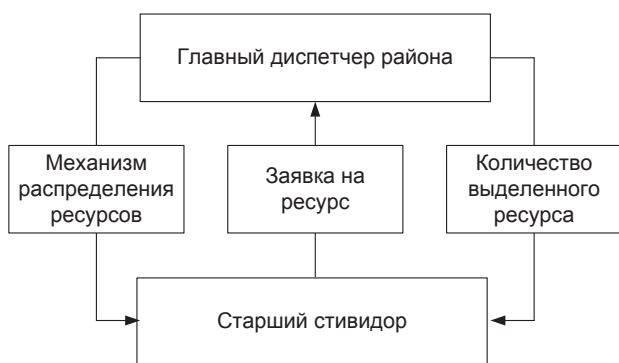 Главный диспетчер района
Механизм
распределения
ресурсов
Заявка на
ресурс
Количество
выделенного
ресурса
Старший стивидор